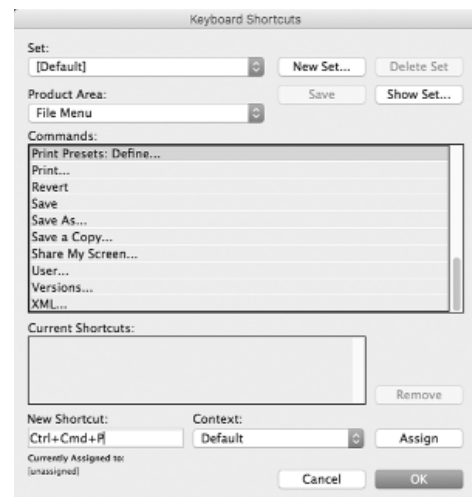 Keyboard Shortcuts
Set:
[Default]
New Set...
Delete Set
Product Area:
Save
Show Set...
File Menu
Commands:
Print Presets: Define...
Print...
Revert
Save
Save As...
Save a Copy...
Share My Screen...
User...
Versions...
XML...
Current Shortcuts:
Remove
New Shortcut:
Context:
Ctrl+Cmd+P
Default
Assign
Currently Assigned to:
[unassigned]
Cancel
OK